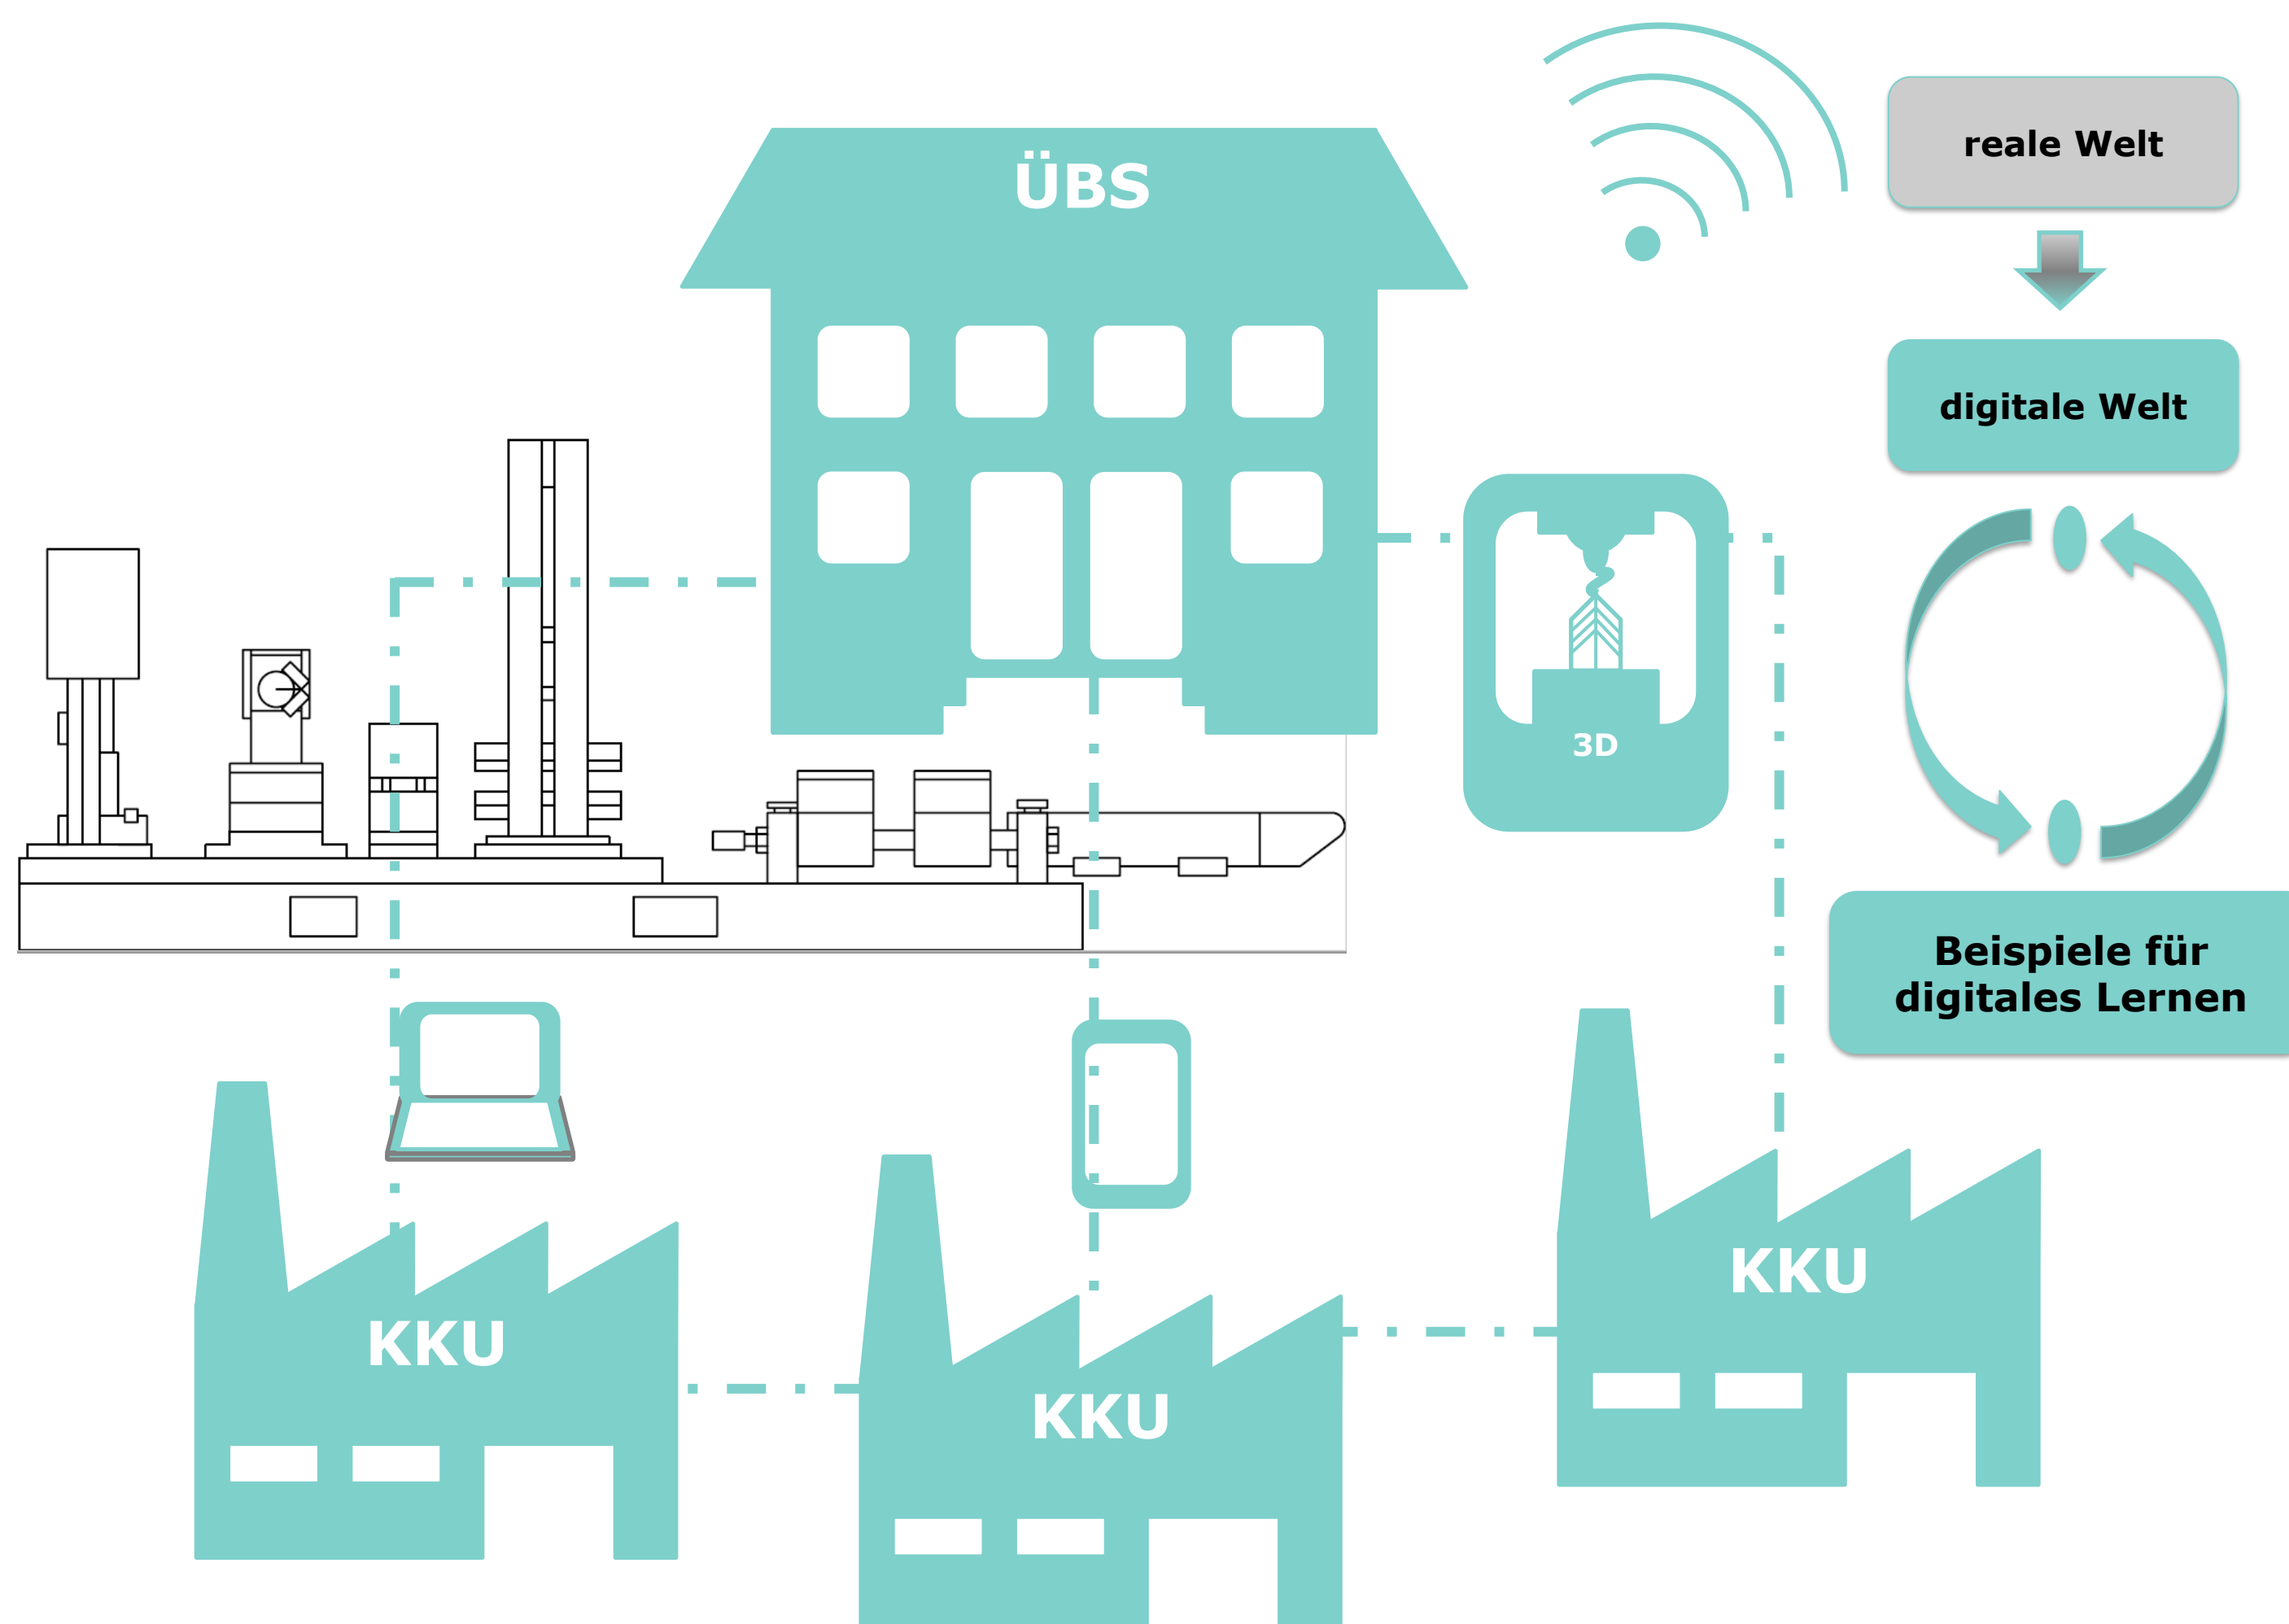 ÜBS
reale Welt
digitale Welt
3D
Beispiele für
digitales Lernen
KKU
KKU
KKU